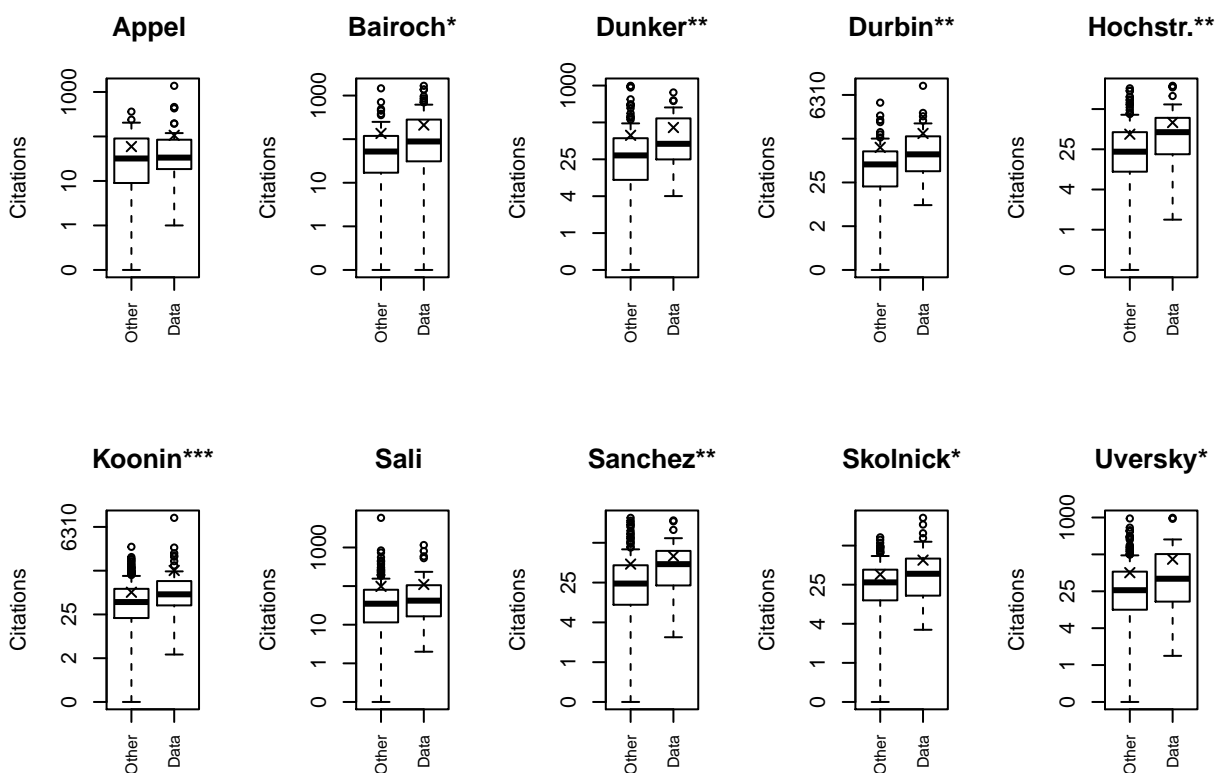 Appel
Citations
0 1 10 1000
Other Data
Bairoch*
Citations
0 1 10 1000
Other Data
Dunker**
Citations
0 1 4 25 1000
Other Data
Durbin**
Citations
0 2 25 6310
Other Data
Hochstr.**
Citations
0 1 4 25
Other Data
Koonin***
Citations
0 2 25 6310
Other Data
Sali
Citations
0 1 10 1000
Other Data
Sanchez**
Citations
0 1 4 25
Other Data
Skolnick*
Citations
0 1 4 25
Other Data
Uversky*
Citations
0 1 4 25 1000
Other Data